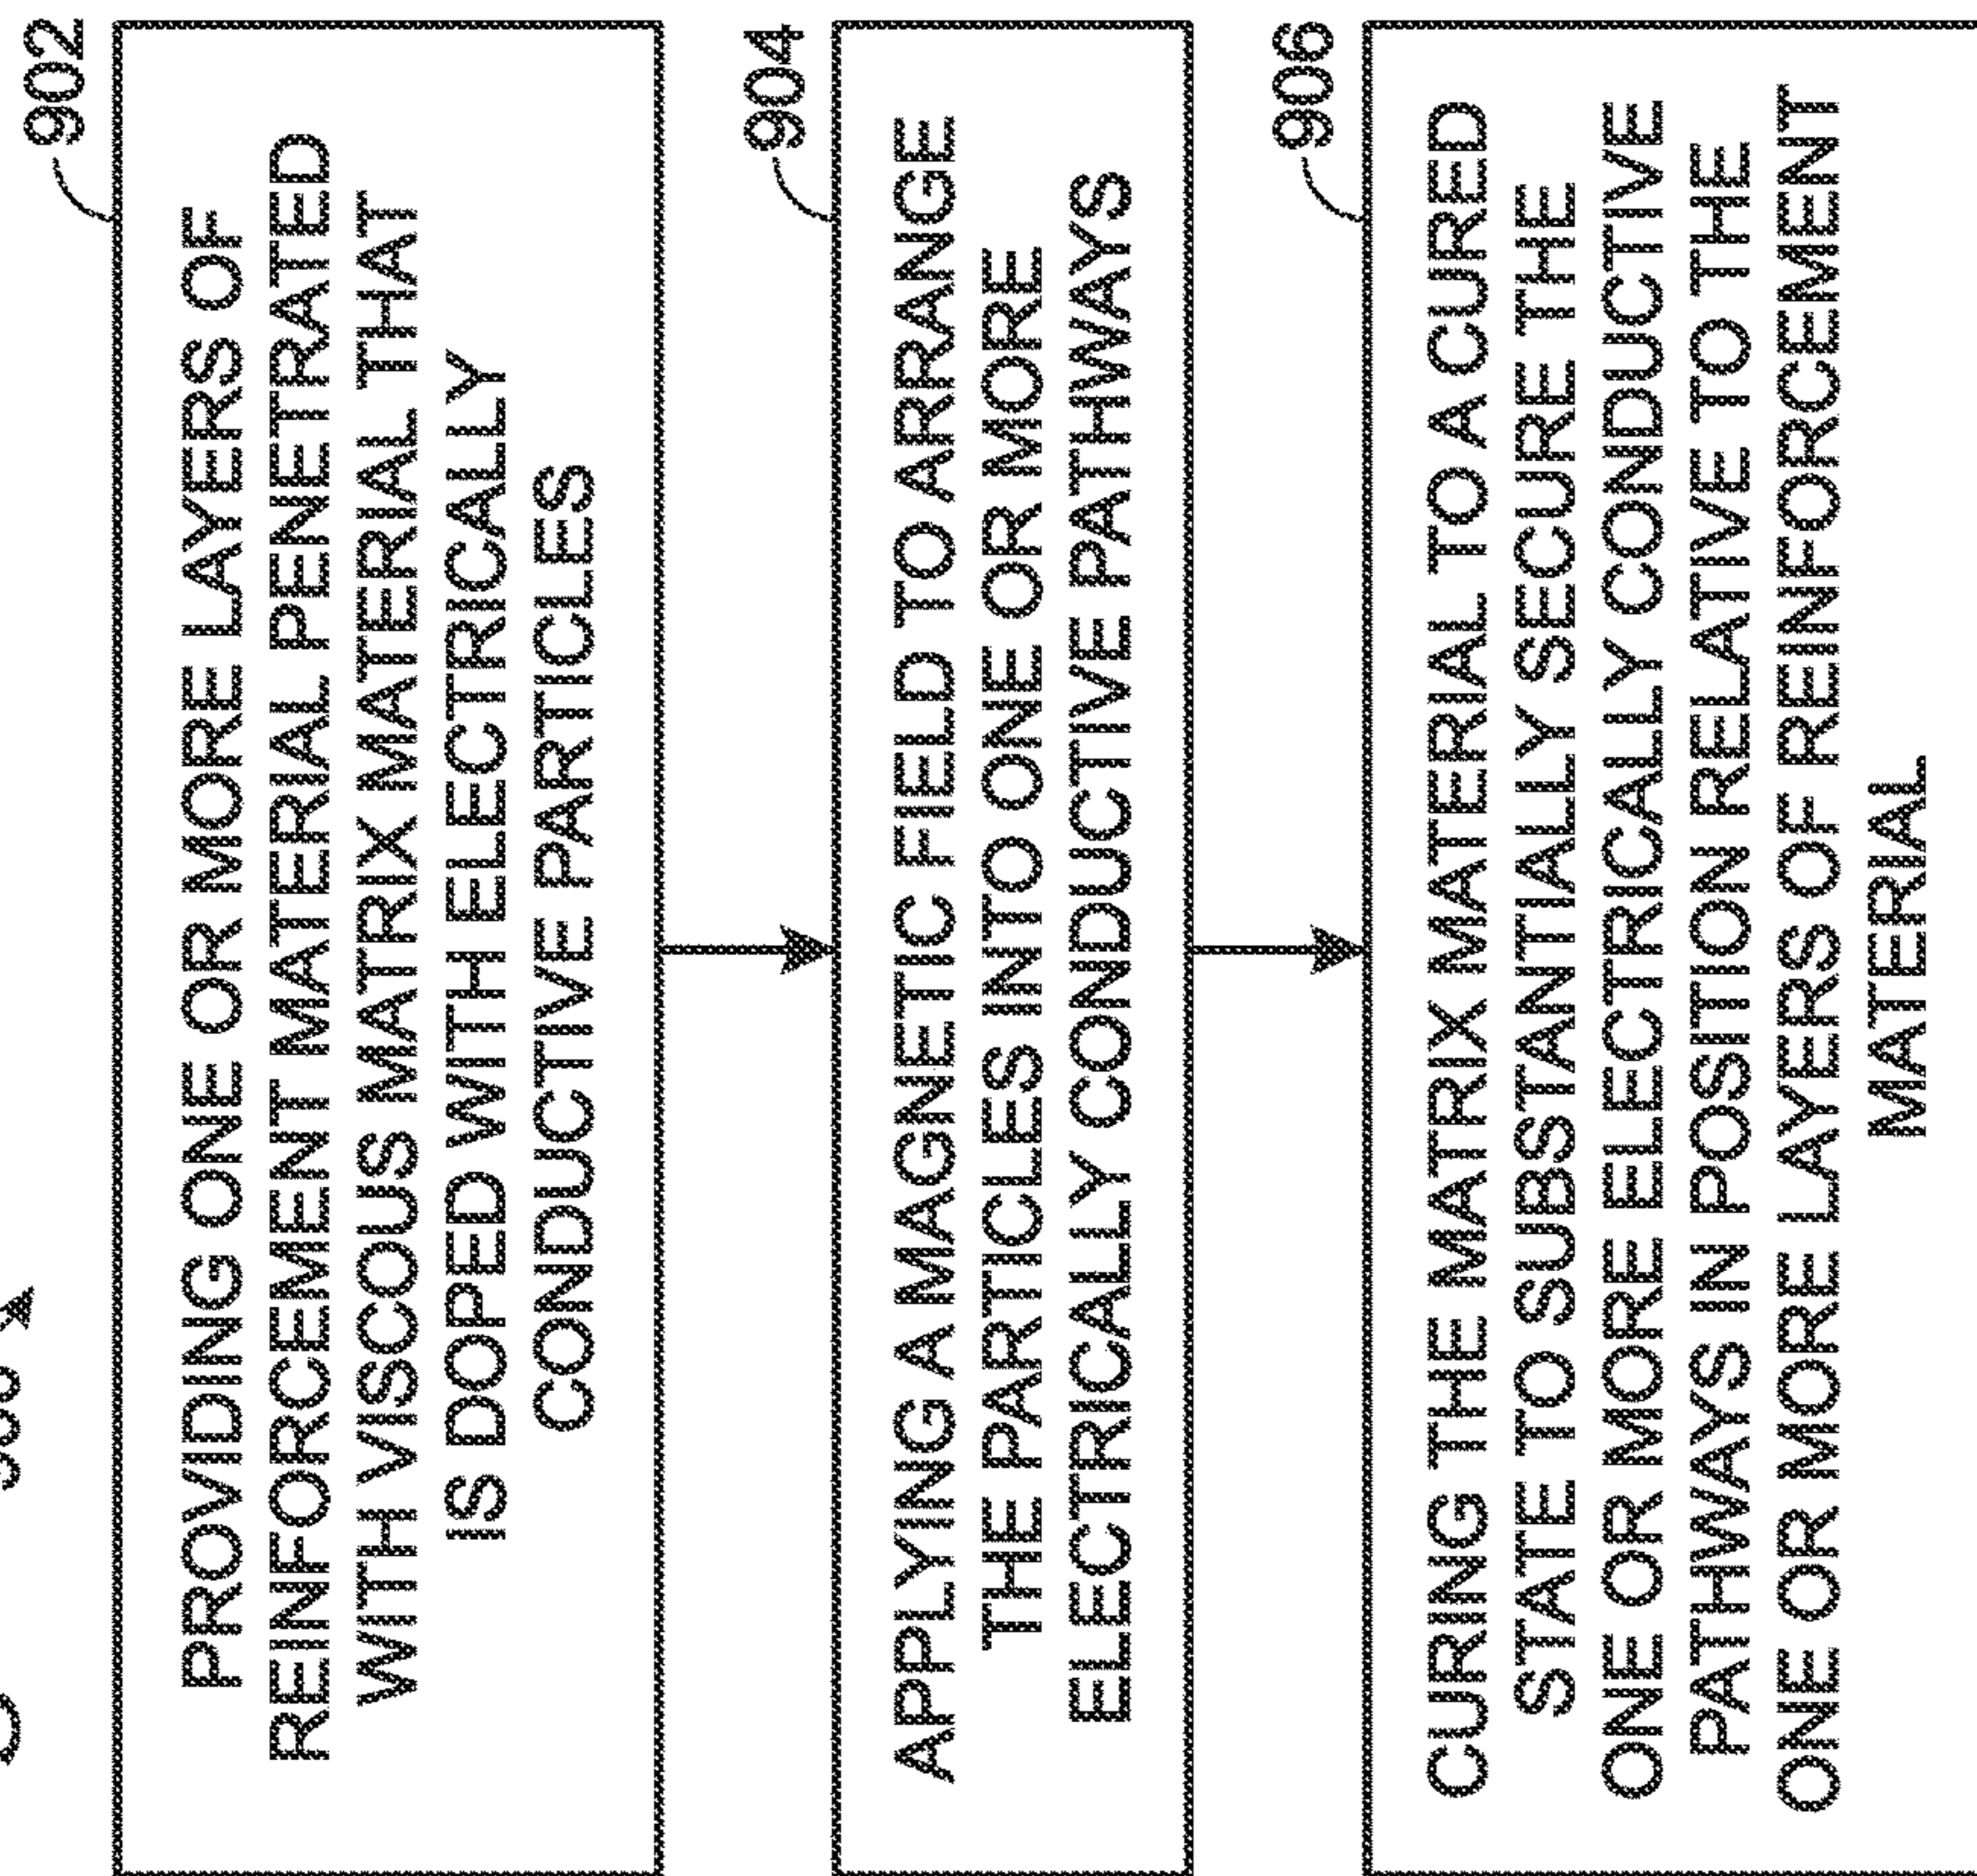 902
PROVIDING ONE OR MORE LAYERS OF
REINFORCEMENT MATERIAL PENETRATED
WITH VISCOUS MATRIX MATERIAL THAT
IS DOPED WITH ELECTRICALLY
CONDUCTIVE PARTICLES
904
APPLYING A MAGNETIC FIELD TO ARRANGE
THE PARTICLES INTO ONE OR MORE
ELECTRICALLY CONDUCTIVE PATHWAYS
906
CURING THE MATRIX MATERIAL TO A CURED
STATE TO SUBSTANTIALLY SECURE THE
ONE OR MORE ELECTRICALLY CONDUCTIVE
PATHWAYS IN POSITION RELATIVE TO THE
ONE OR MORE LAYERS OF REINFORCEMENT
MATERIAL